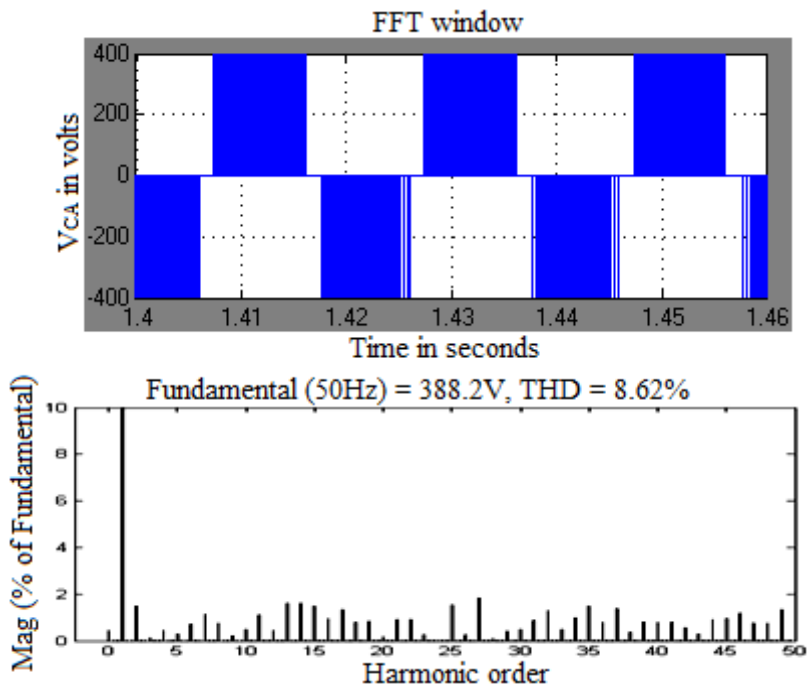 FFT window
400
200
0
-200
-400
VCA in volts
1.4 1.41 1.42 1.43 1.44 1.45 1.46
Time in seconds
Fundamental (50Hz) = 388.2V, THD = 8.62%
10
8
6
4
2
0
Mag (% of Fundamental)
0 5 10 15 20 25 30 35 40 45 50
Harmonic order